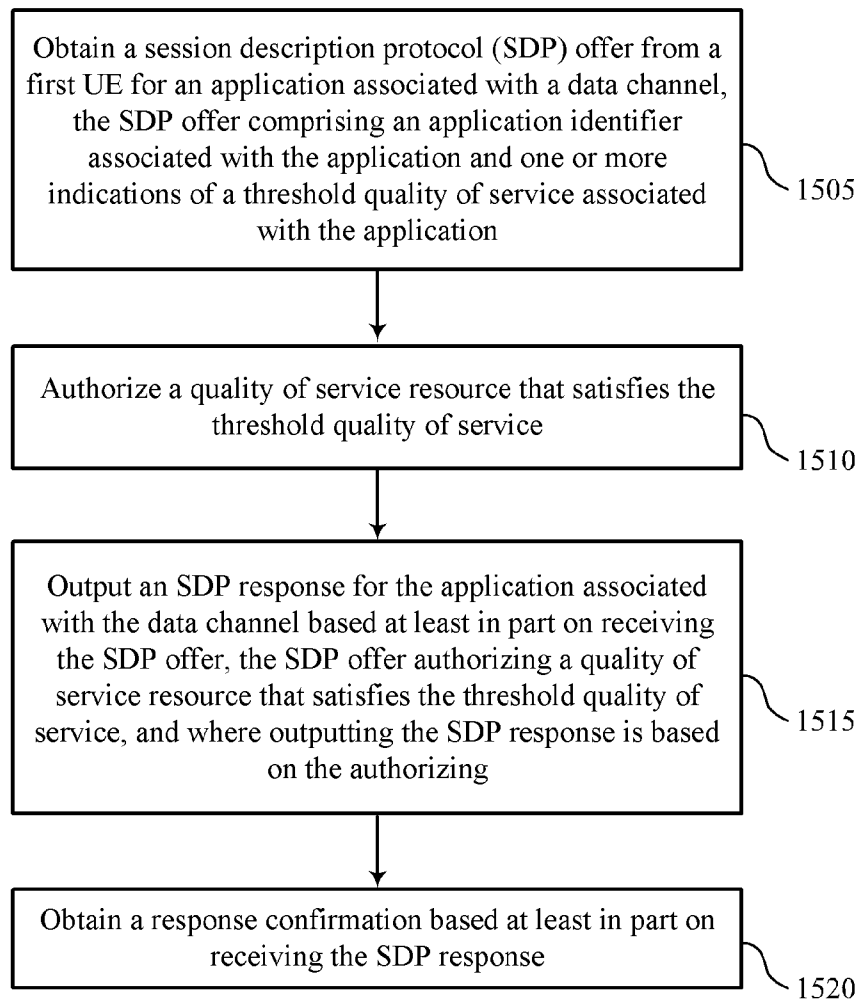 Obtain a session description protocol (SDP) offer from a
first UE for an application associated with a data channel,
the SDP offer comprising an application identifier
associated with the application and one or more
indications of a threshold quality of service associated
with the application
1505
Authorize a quality of service resource that satisfies the
threshold quality of service
1510
Output an SDP response for the application associated
with the data channel based at least in part on receiving
the SDP offer, the SDP offer authorizing a quality of
service resource that satisfies the threshold quality of
service, and where outputting the SDP response is based
on the authorizing
1515
Obtain a response confirmation based at least in part on
receiving the SDP response
1520